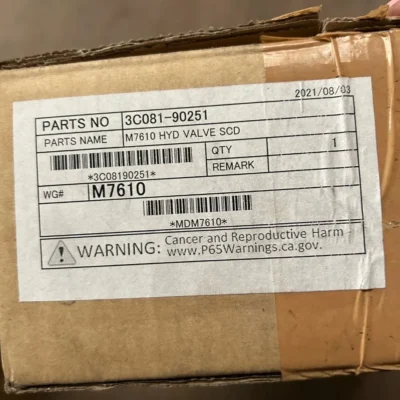 2021/08/03
PARTS NO 3C081-90251
PARTS NAME M7610 HYD VALVE SCD
*3C08190251*
QTY 1
REMARK
WG# M7610
*MDM7610*
WARNING: Cancer and Reproductive Harm -
www.P65Warnings.ca.gov.